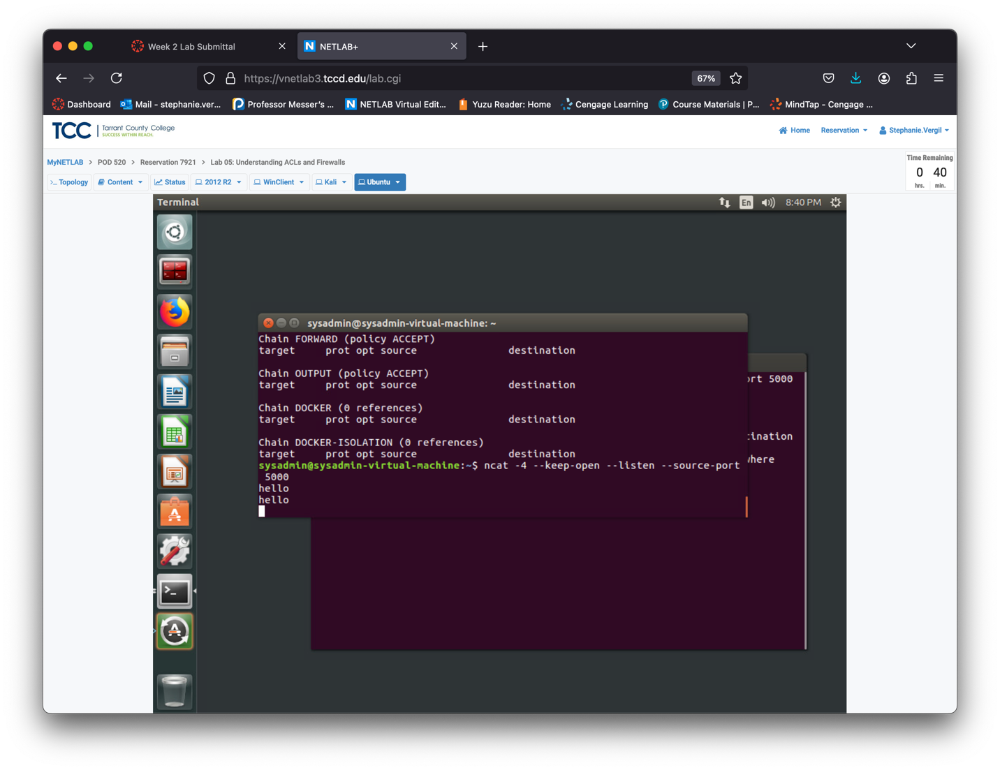 Week 2 Lab Submittal
NETLAB+
https://vnetlab3.tccd.edu/lab.cgi
67%
Dashboard
Mail - stephanie.ver...
Professor Messer's ...
NETLAB Virtual Edit...
Yuzu Reader: Home
Cengage Learning
Course Materials | P...
MindTap - Cengage ...
TCC
Tarrant County College
SUCCESS WITHIN REACH.
Home
Reservation
Stephanie.Vergil
MyNETLAB > POD 520 > Reservation 7921 > Lab 05: Understanding ACLs and Firewalls
Time Remaining
0 40
hrs. min.
>_ Topology
Content
Status
2012 R2
WinClient
Kali
Ubuntu
Terminal
En
8:40 PM
sysadmin@sysadmin-virtual-machine: ~
Chain FORWARD (policy ACCEPT)
target prot opt source destination
Chain OUTPUT (policy ACCEPT)
target prot opt source destination
Chain DOCKER (0 references)
target prot opt source destination
Chain DOCKER-ISOLATION (0 references)
target prot opt source destination
sysadmin@sysadmin-virtual-machine:~$ ncat -4 --keep-open --listen --source-port
5000
hello
hello
ort 5000
tination
where